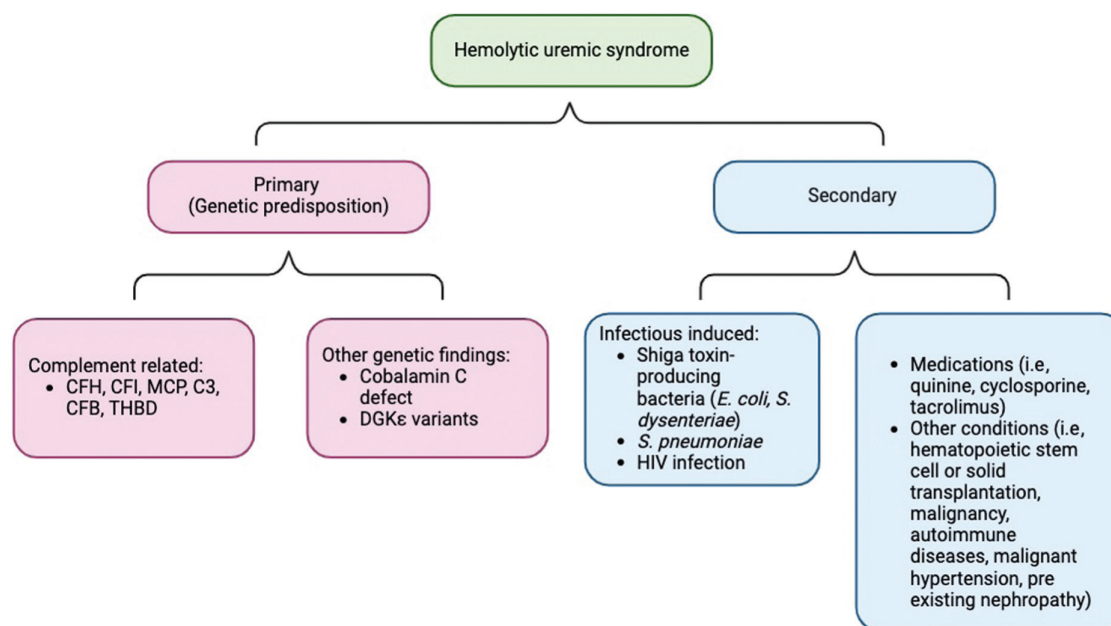 Hemolytic uremic syndrome
Primary
(Genetic predisposition)
Secondary
Complement related:
• CFH, CFI, MCP, C3,
CFB, THBD
Other genetic findings:
• Cobalamin C
defect
• DGKε variants
Infectious induced:
• Shiga toxin-
producing
bacteria (E. coli, S.
dysenteriae)
• S. pneumoniae
• HIV infection
• Medications (i.e,
quinine, cyclosporine,
tacrolimus)
• Other conditions (i.e,
hematopoietic stem
cell or solid
transplantation,
malignancy,
autoimmune
diseases, malignant
hypertension, pre
existing nephropathy)